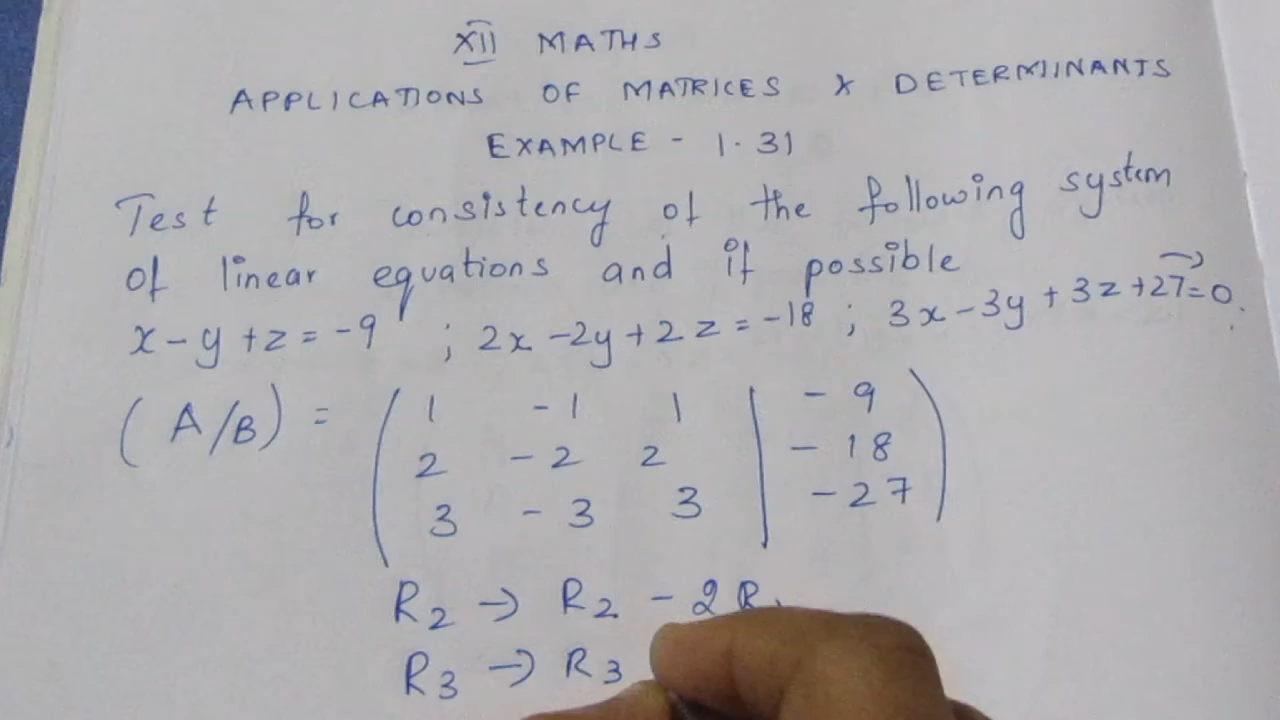 XII MATHS
APPLICATIONS OF MATRICES & DETERMINANTS
EXAMPLE - 1.31
Test for consistency of the following system
of linear equations and if possible
x - y + z = -9 ; 2x - 2y + 2z = -18 ; 3x - 3y + 3z + 27 = 0.
(A/B) = ( 1 -1 1 | -9
2 -2 2 | -18
3 -3 3 | -27 )
R2 → R2 - 2R
R3 → R3